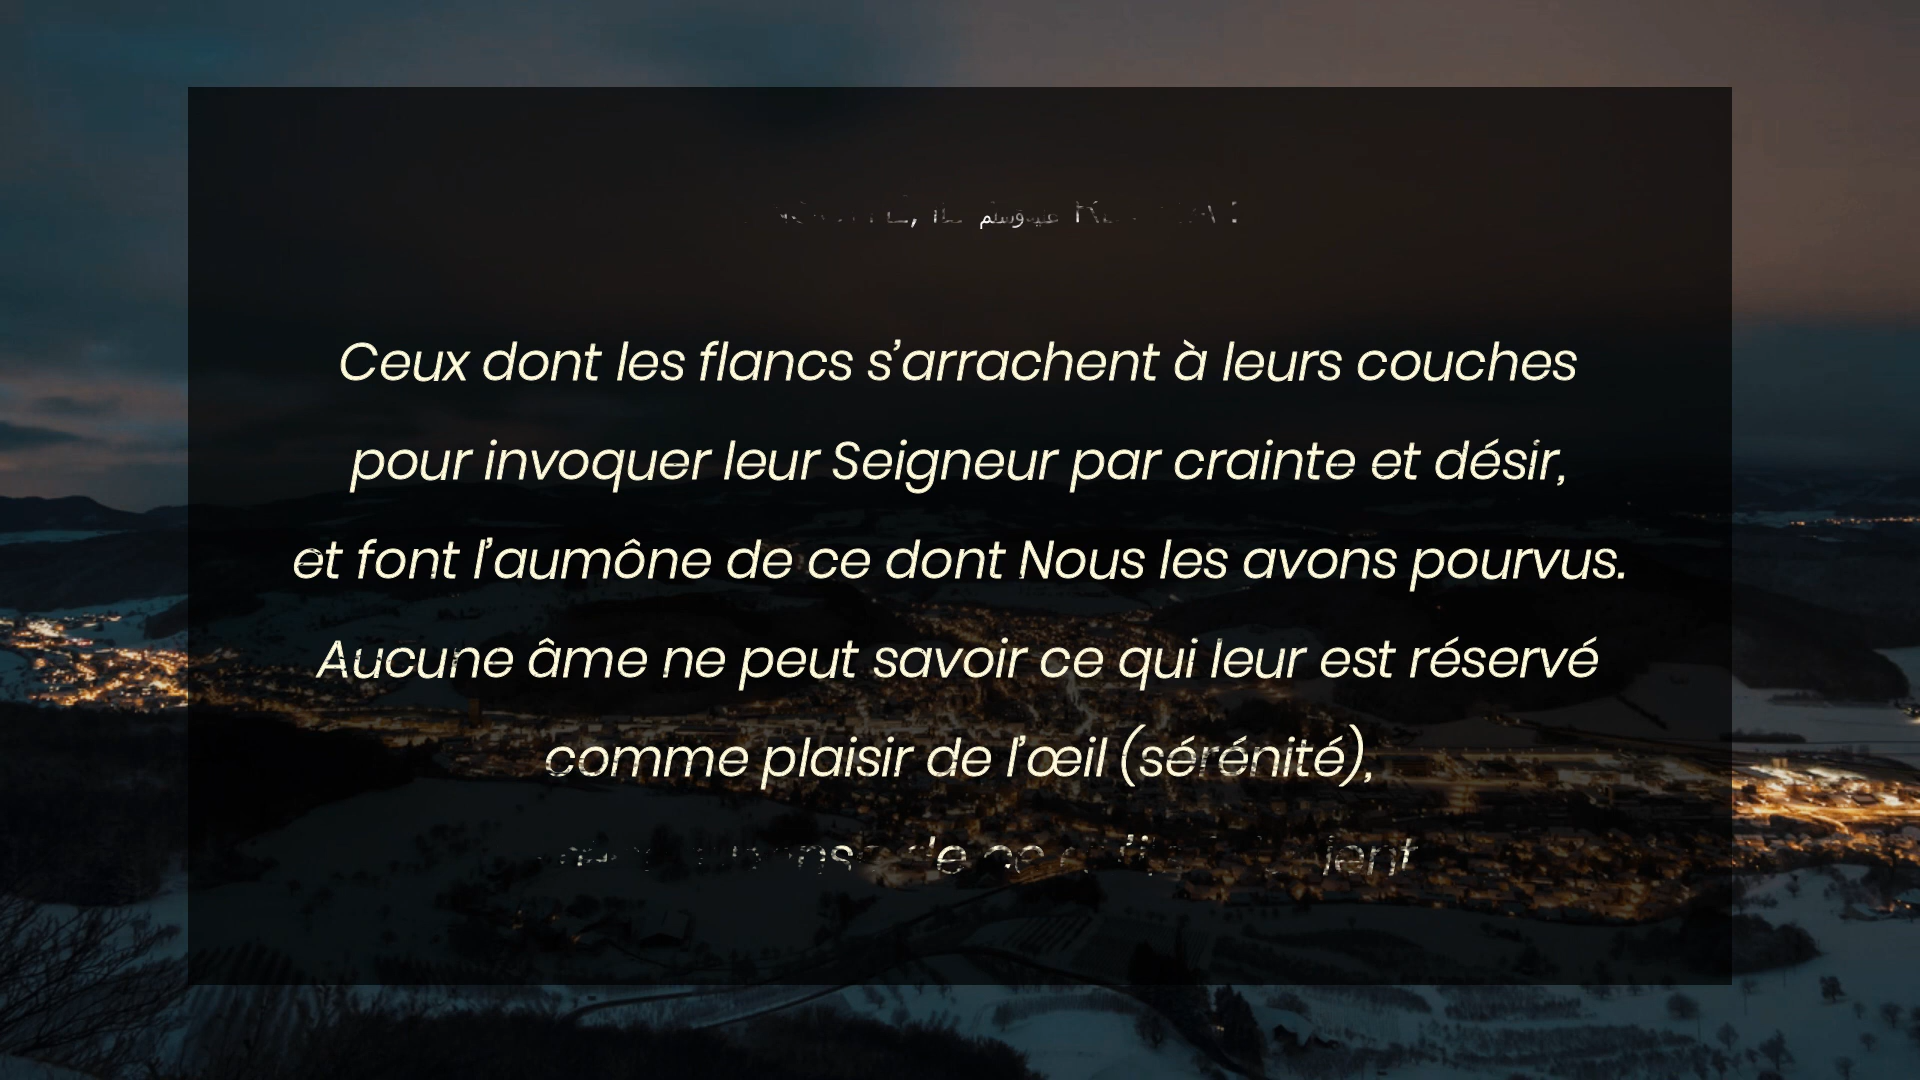 Ceux dont les flancs s’arrachent à leurs couches
pour invoquer leur Seigneur par crainte et désir,
et font l’aumône de ce dont Nous les avons pourvus.
Aucune âme ne peut savoir ce qui leur est réservé
comme plaisir de l’œil (sérénité),
de ce